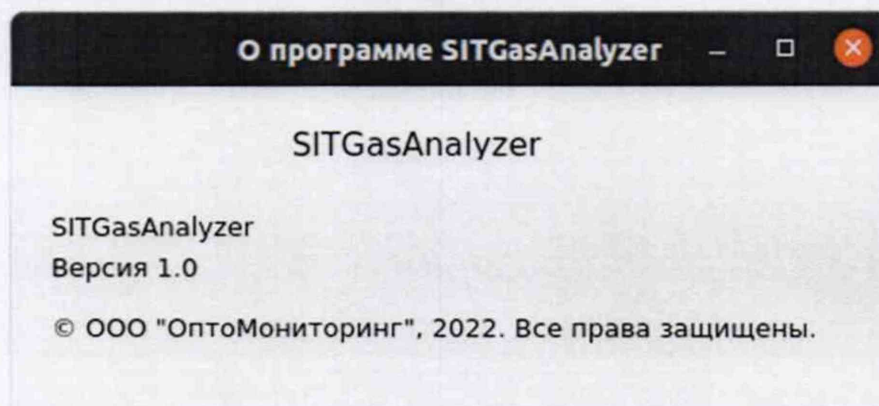 О программе SITGasAnalyzer
SITGasAnalyzer
SITGasAnalyzer
Версия 1.0
© ООО "ОптоМониторинг", 2022. Все права защищены.